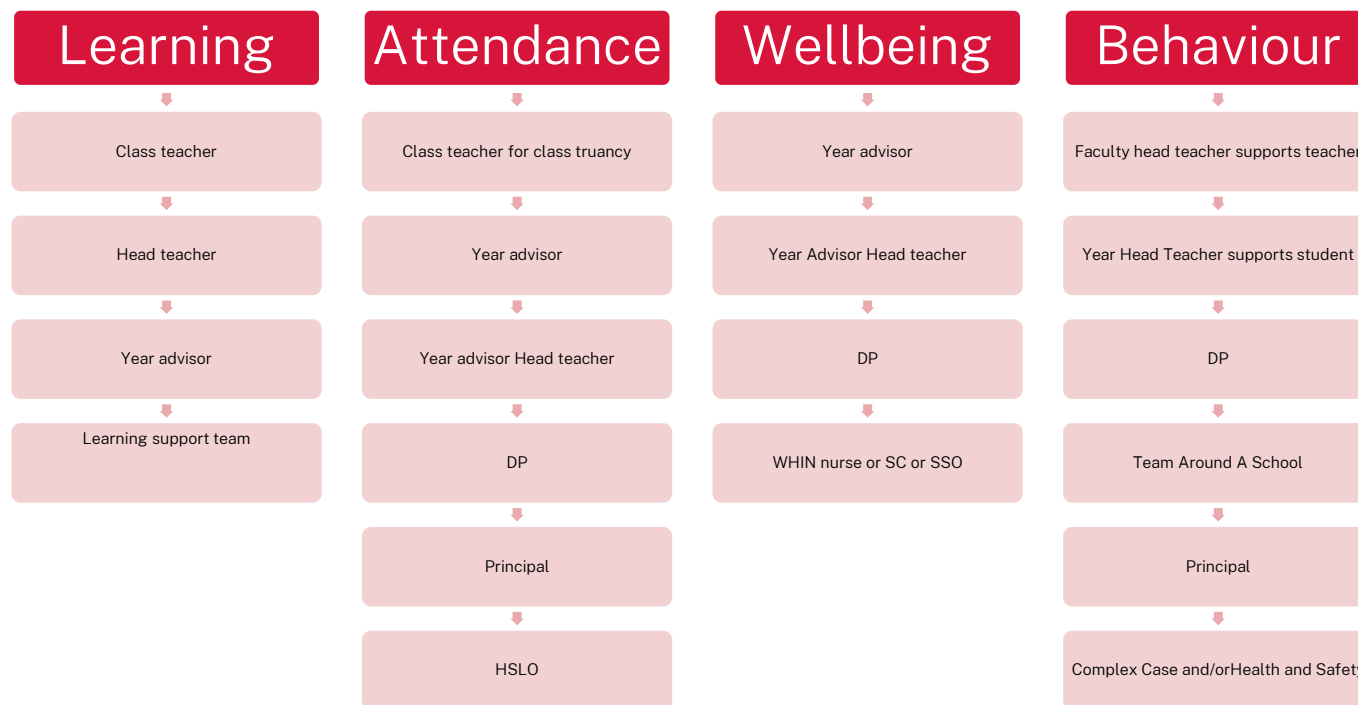 Learning
Class teacher
Head teacher
Year advisor
Learning support team
Attendance
Class teacher for class truancy
Year advisor
Year advisor Head teacher
DP
Principal
HSLO
Wellbeing
Year advisor
Year Advisor Head teacher
DP
WHIN nurse or SC or SSO
Behaviour
Faculty head teacher supports teacher
Year Head Teacher supports student
DP
Team Around A School
Principal
Complex Case and/orHealth and Safety